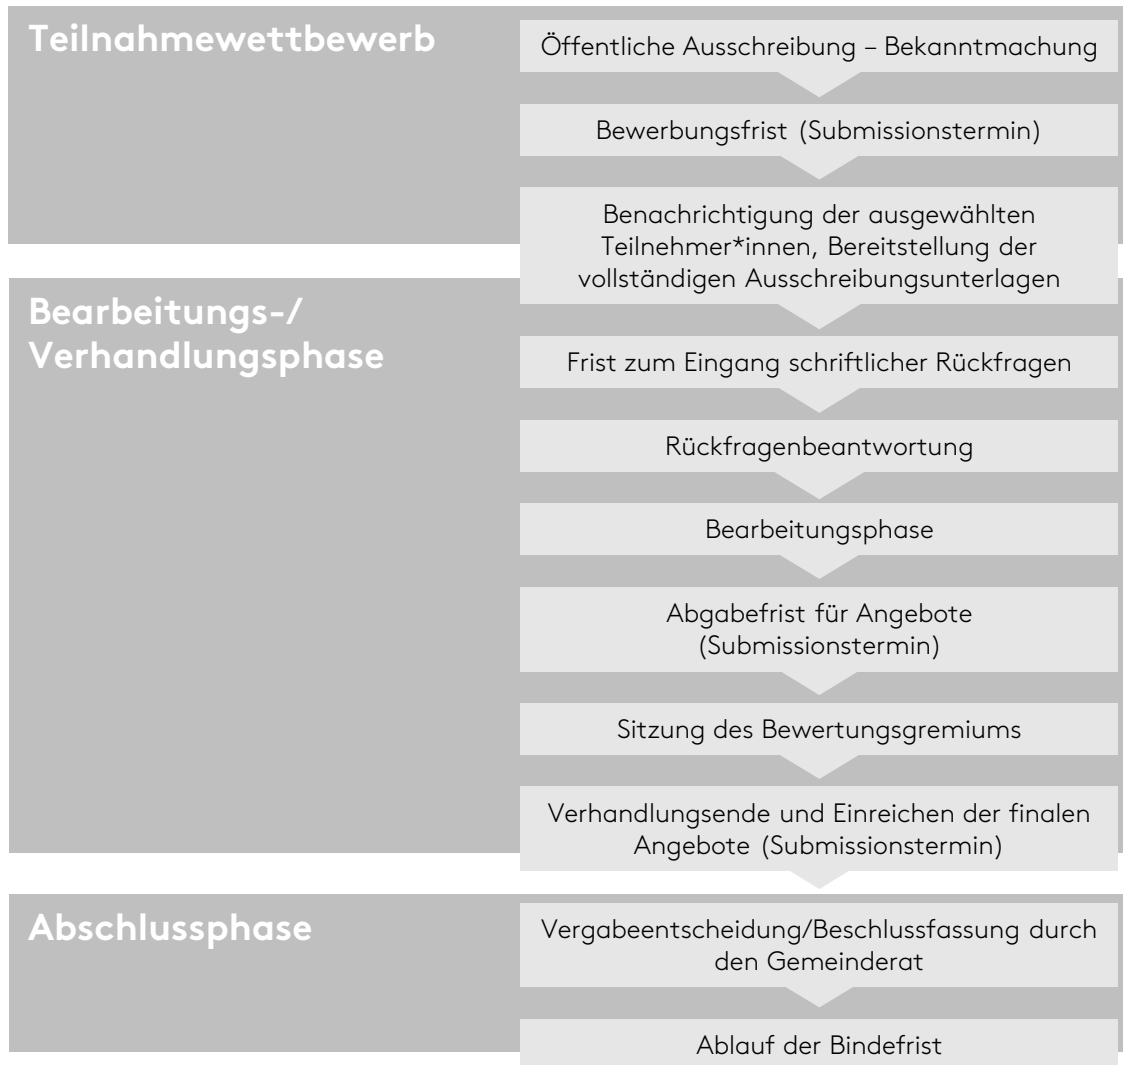 Teilnahmewettbewerb
Öffentliche Ausschreibung – Bekanntmachung
Bewerbungsfrist (Submissionstermin)
Benachrichtigung der ausgewählten
Teilnehmer*innen, Bereitstellung der
vollständigen Ausschreibungsunterlagen
Bearbeitungs-/
Verhandlungsphase
Frist zum Eingang schriftlicher Rückfragen
Rückfragenbeantwortung
Bearbeitungsphase
Abgabefrist für Angebote
(Submissionstermin)
Sitzung des Bewertungsgremiums
Verhandlungsende und Einreichen der finalen
Angebote (Submissionstermin)
Abschlussphase
Vergabeentscheidung/Beschlussfassung durch
den Gemeinderat
Ablauf der Bindefrist